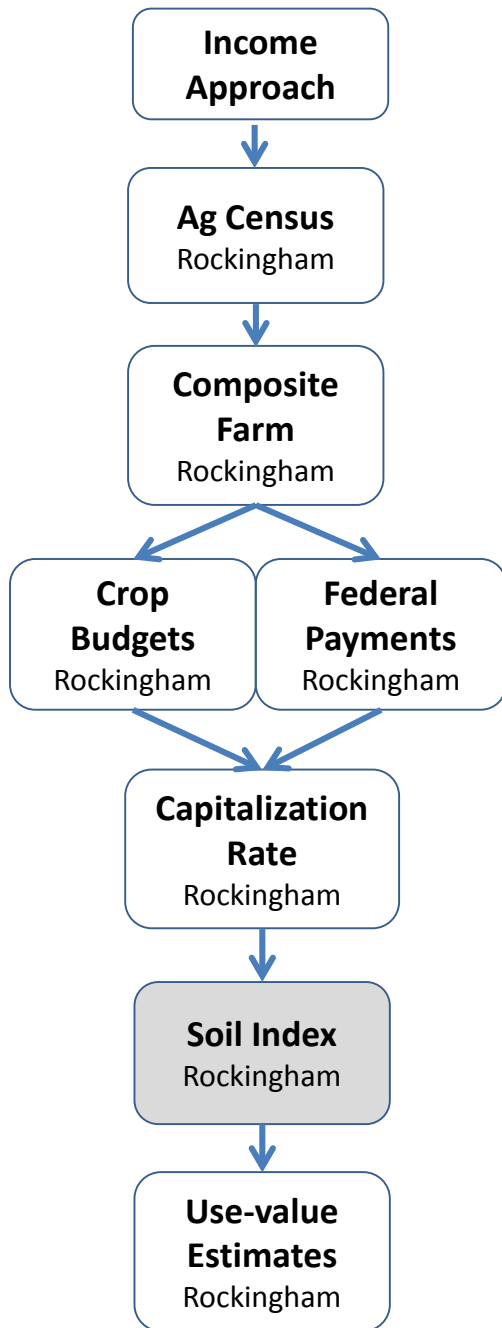 Income
Approach
Ag Census
Rockingham
Composite
Farm
Rockingham
Crop
Budgets
Rockingham
Federal
Payments
Rockingham
Capitalization
Rate
Rockingham
Soil Index
Rockingham
Use-value
Estimates
Rockingham